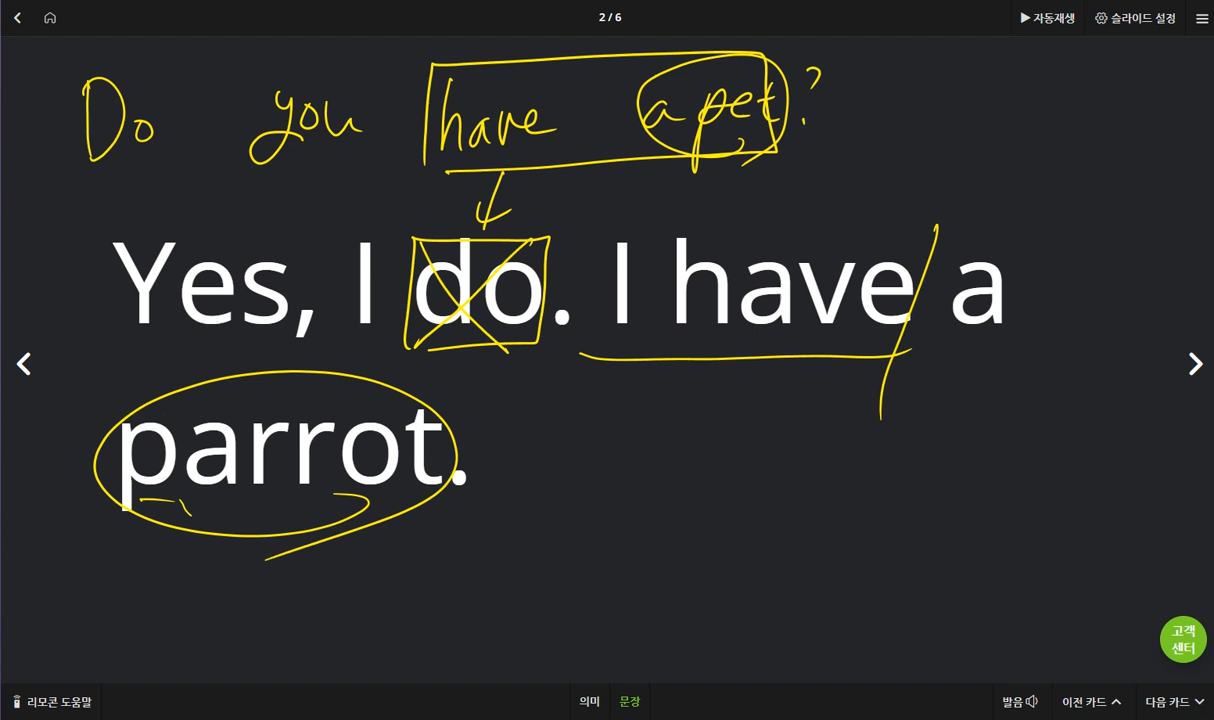 2 / 6
자동재생
슬라이드 설정
Do you have a pet?
Yes, I do. I have a
parrot.
고객
센터
리모콘 도움말
의미
문장
발음
이전 카드
다음 카드